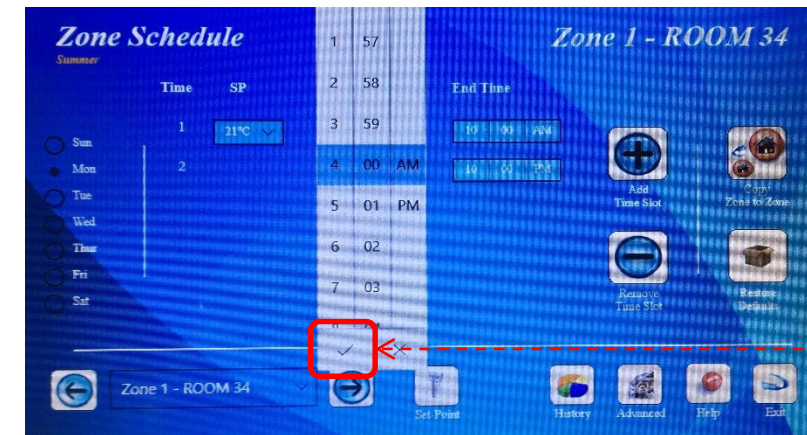 Zone Schedule
Zone 1 - ROOM 34
Summer
Time SP
End Time
1 57
2 58
3 59
4 00 AM
5 01 PM
6 02
7 03
8
1 21°C
2
10 00 AM
10 00 PM
Sun
Mon
Tue
Wed
Thur
Fri
Sat
Add
Time Slot
Copy
Zone to Zone
Remove
Time Slot
Restore
Defaults
Zone 1 - ROOM 34
Set-Point
History
Advanced
Help
Exit